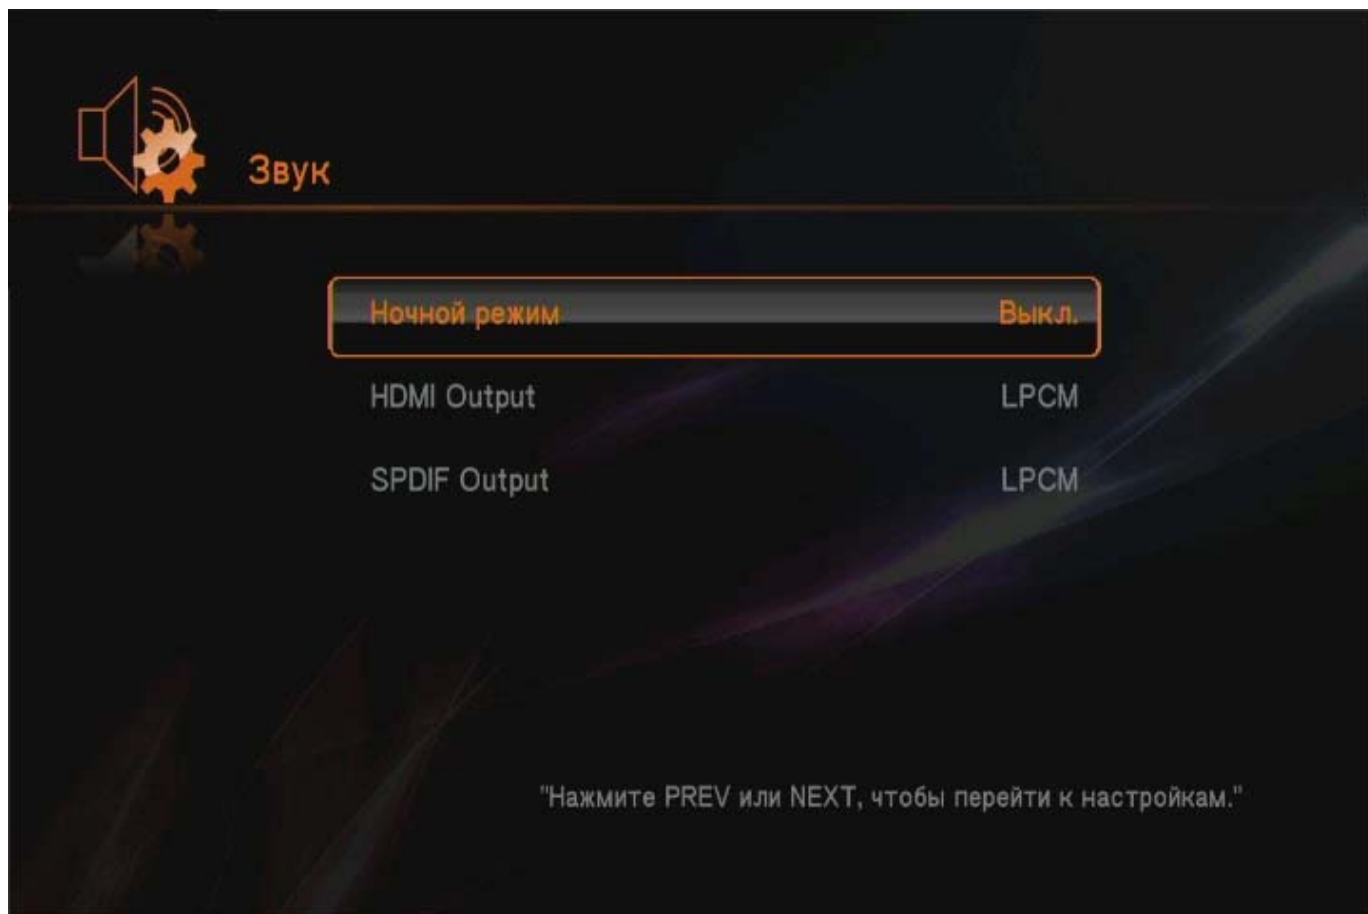 Звук
Ночной режим Выкл.
HDMI Output LPCM
SPDIF Output LPCM
"Нажмите PREV или NEXT, чтобы перейти к настройкам."